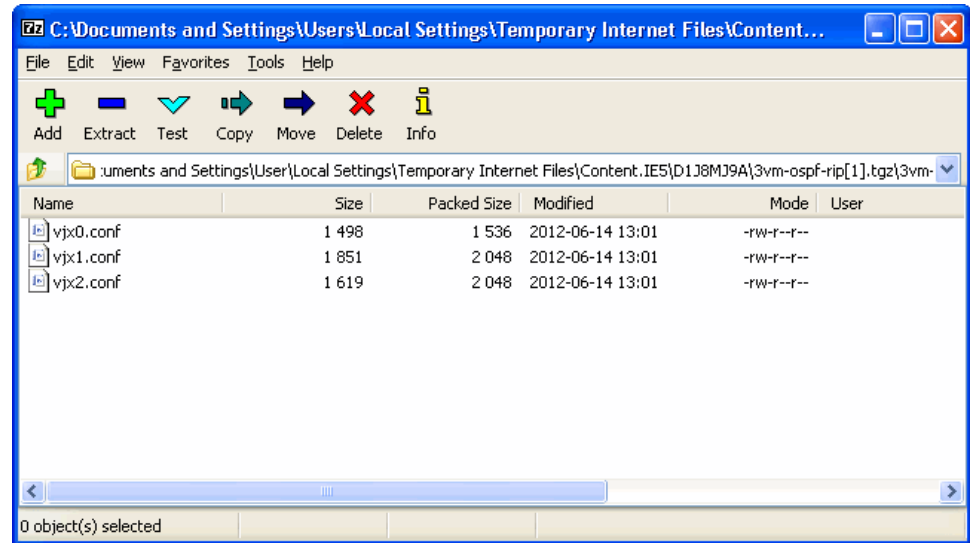 C:\Documents and Settings\Users\Local Settings\Temporary Internet Files\Content...
File Edit View Favorites Tools Help
Add Extract Test Copy Move Delete Info
:uments and Settings\User\Local Settings\Temporary Internet Files\Content.IE5\D1J8MJ9A\3vm-ospf-rip[1].tgz\3vm-
Name Size Packed Size Modified Mode User
vjx0.conf 1 498 1 536 2012-06-14 13:01 -rw-r--r--
vjx1.conf 1 851 2 048 2012-06-14 13:01 -rw-r--r--
vjx2.conf 1 619 2 048 2012-06-14 13:01 -rw-r--r--
0 object(s) selected